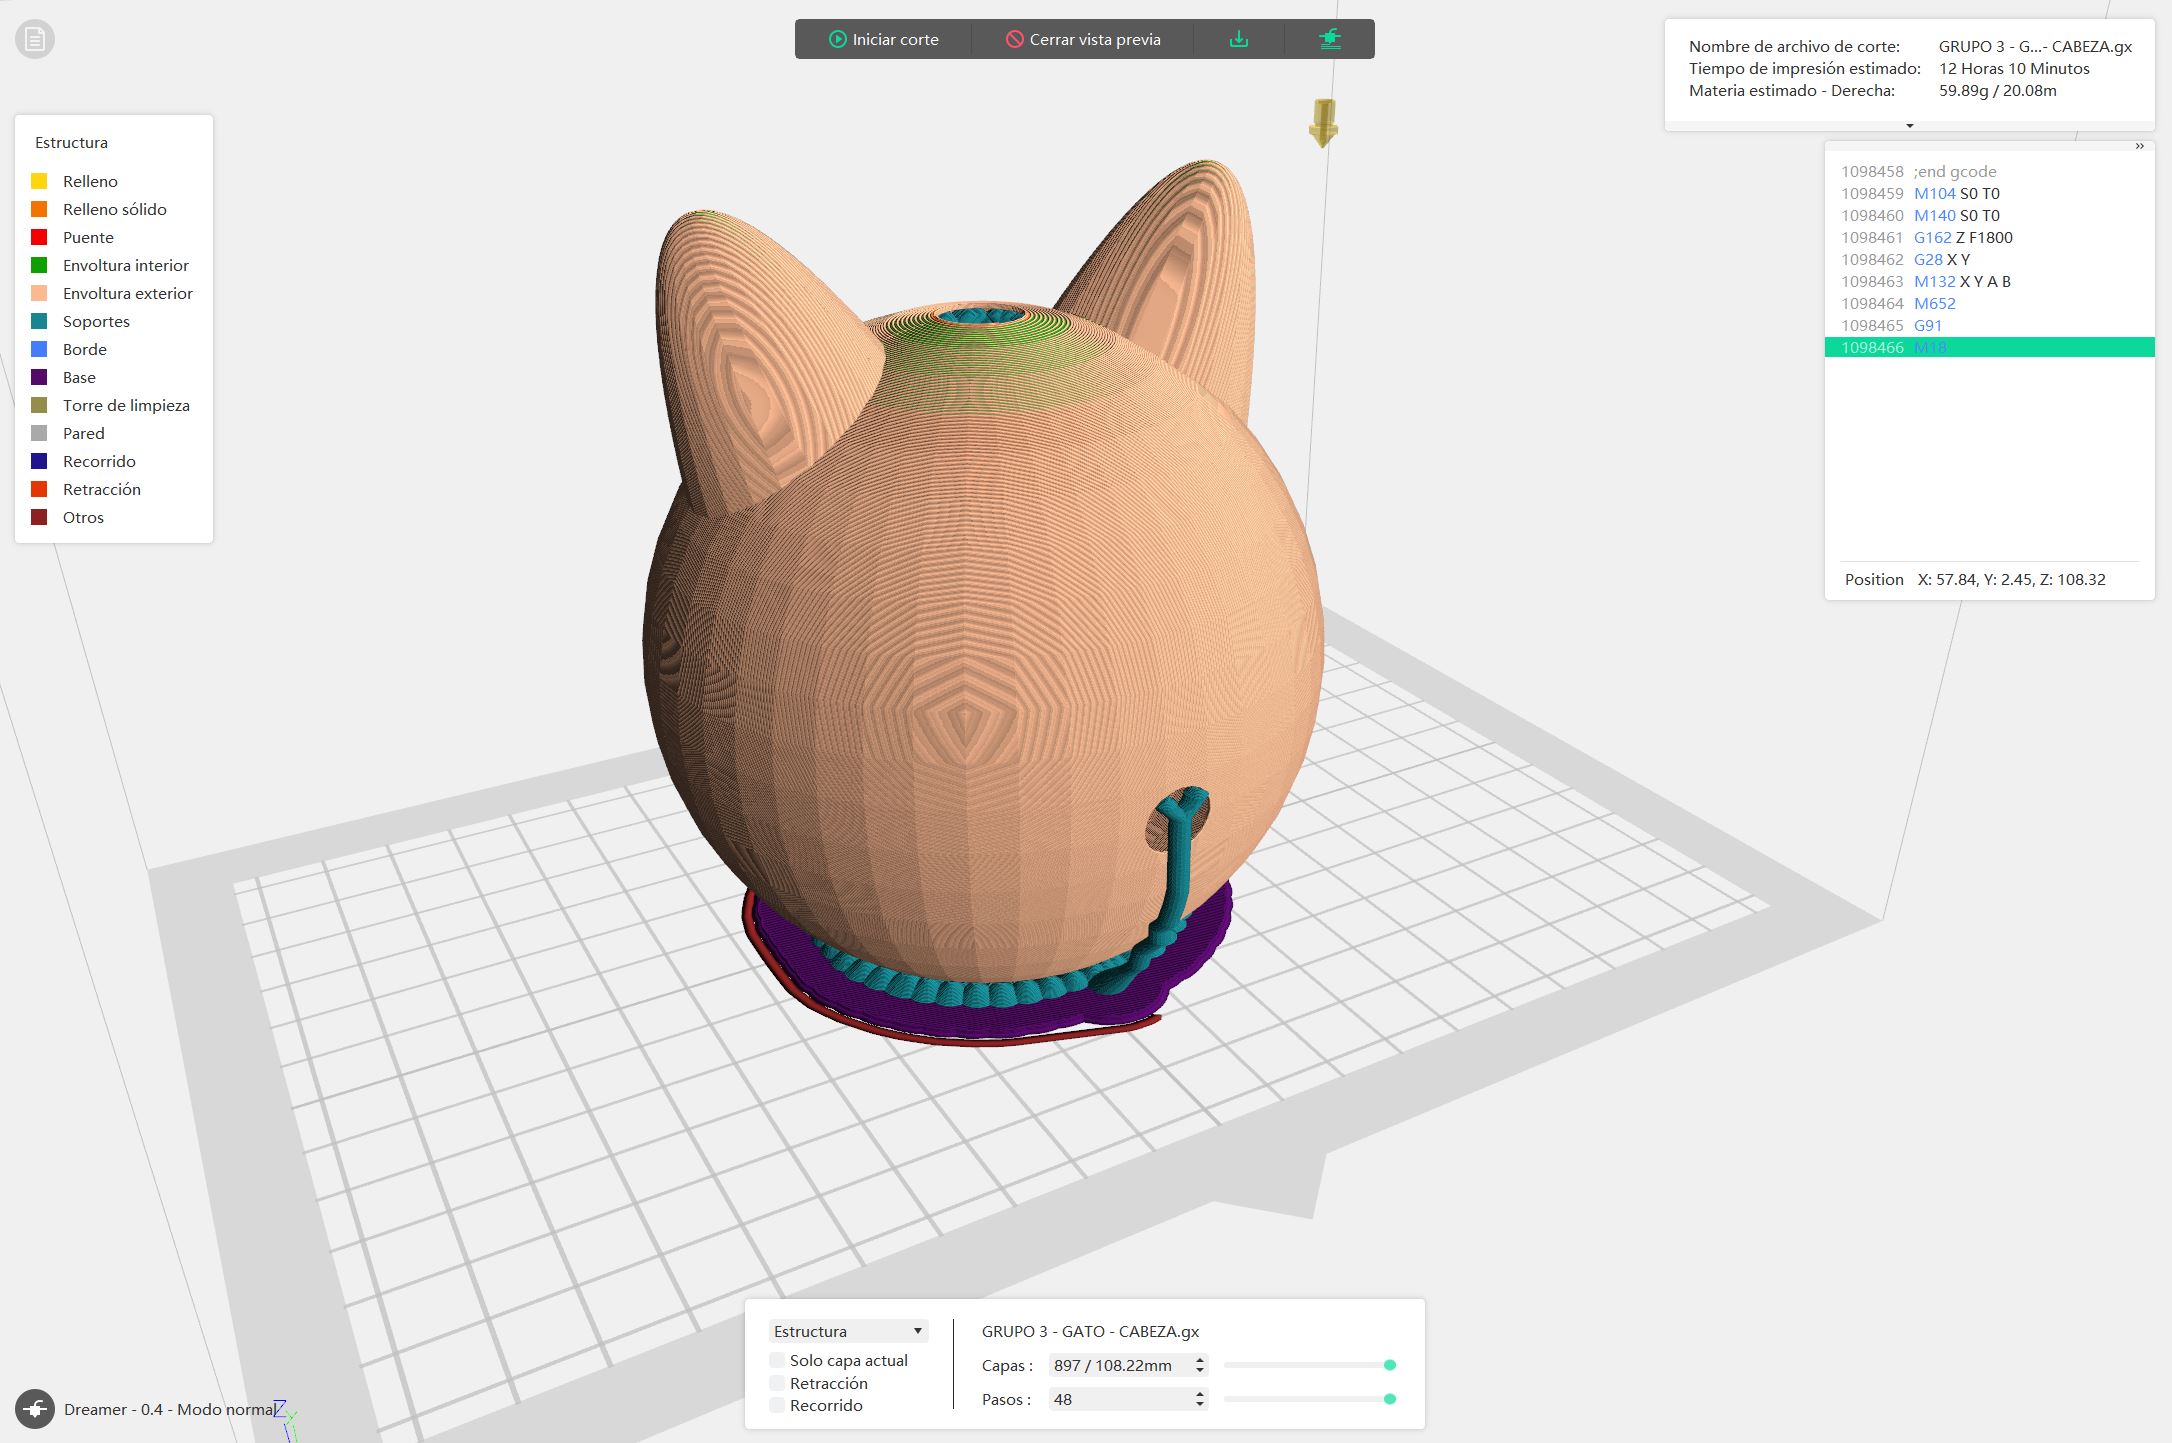 Iniciar corte
Cerrar vista previa
Nombre de archivo de corte: GRUPO 3 - G...- CABEZA.gx
Tiempo de impresión estimado: 12 Horas 10 Minutos
Materia estimado - Derecha: 59.89g / 20.08m
Estructura
Relleno
Relleno sólido
Puente
Envoltura interior
Envoltura exterior
Soportes
Borde
Base
Torre de limpieza
Pared
Recorrido
Retracción
Otros
»
1098458 ;end gcode
1098459 M104 S0 T0
1098460 M140 S0 T0
1098461 G162 Z F1800
1098462 G28 X Y
1098463 M132 X Y A B
1098464 M652
1098465 G91
1098466 M18
Position X: 57.84, Y: 2.45, Z: 108.32
Estructura
Solo capa actual
Retracción
Recorrido
GRUPO 3 - GATO - CABEZA.gx
Capas : 897 / 108.22mm
Pasos : 48
Dreamer - 0.4 - Modo normal
Z
Y